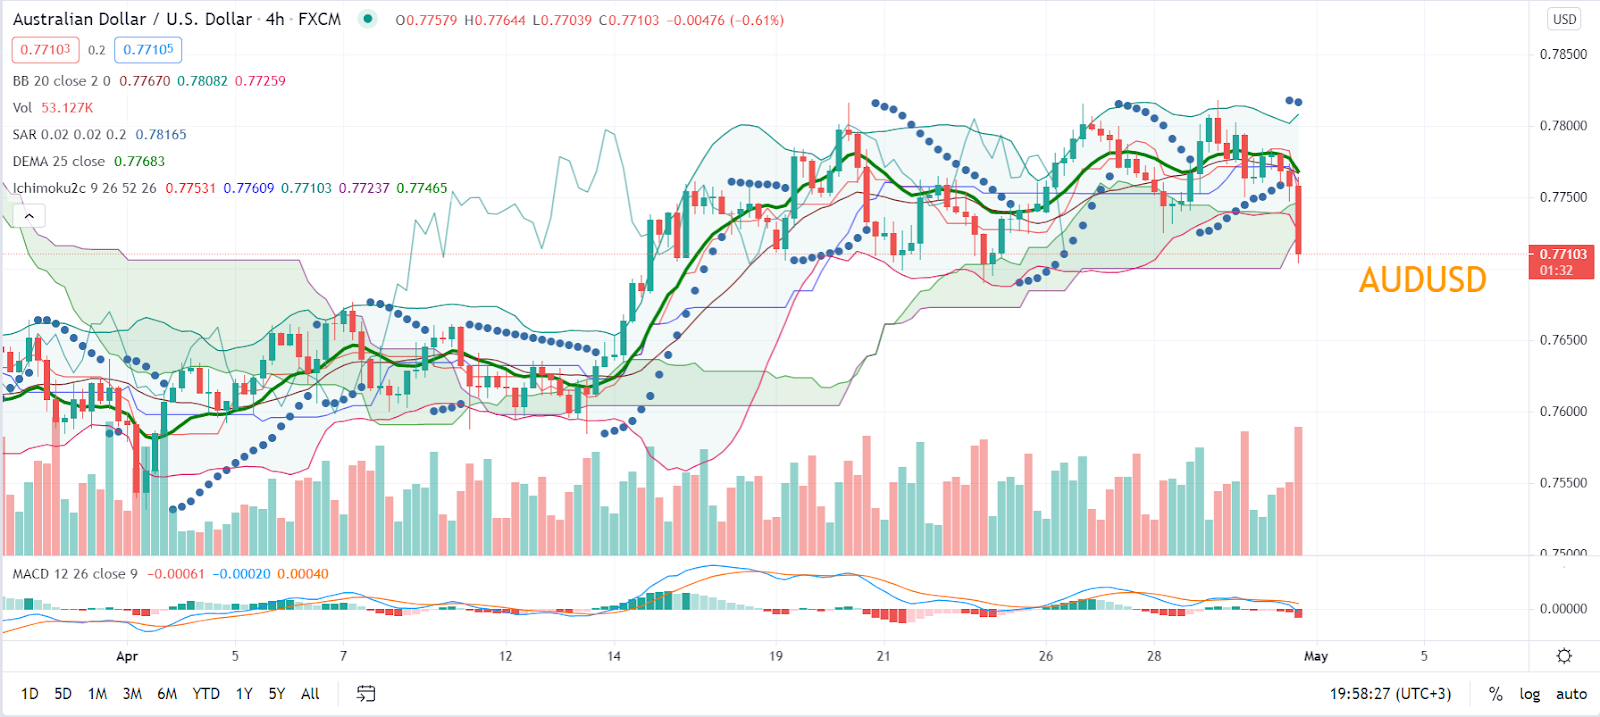 Australian Dollar / U.S. Dollar · 4h · FXCM O0.77579 H0.77644 L0.77039 C0.77103 −0.00476 (−0.61%)
USD
0.77103 0.2 0.77105
BB 20 close 2 0 0.77670 0.78082 0.77259
Vol 53.127K
SAR 0.02 0.02 0.2 0.78165
DEMA 25 close 0.77683
Ichimoku2c 9 26 52 26 0.77531 0.77609 0.77103 0.77237 0.77465
0.78500
0.78000
0.77500
0.77103
01:32
AUDUSD
0.76500
0.76000
0.75500
0.75000
MACD 12 26 close 9 −0.00061 −0.00020 0.00040
0.00000
Apr 5 7 12 14 19 21 26 28 May 5
1D 5D 1M 3M 6M YTD 1Y 5Y All 19:58:27 (UTC+3) % log auto